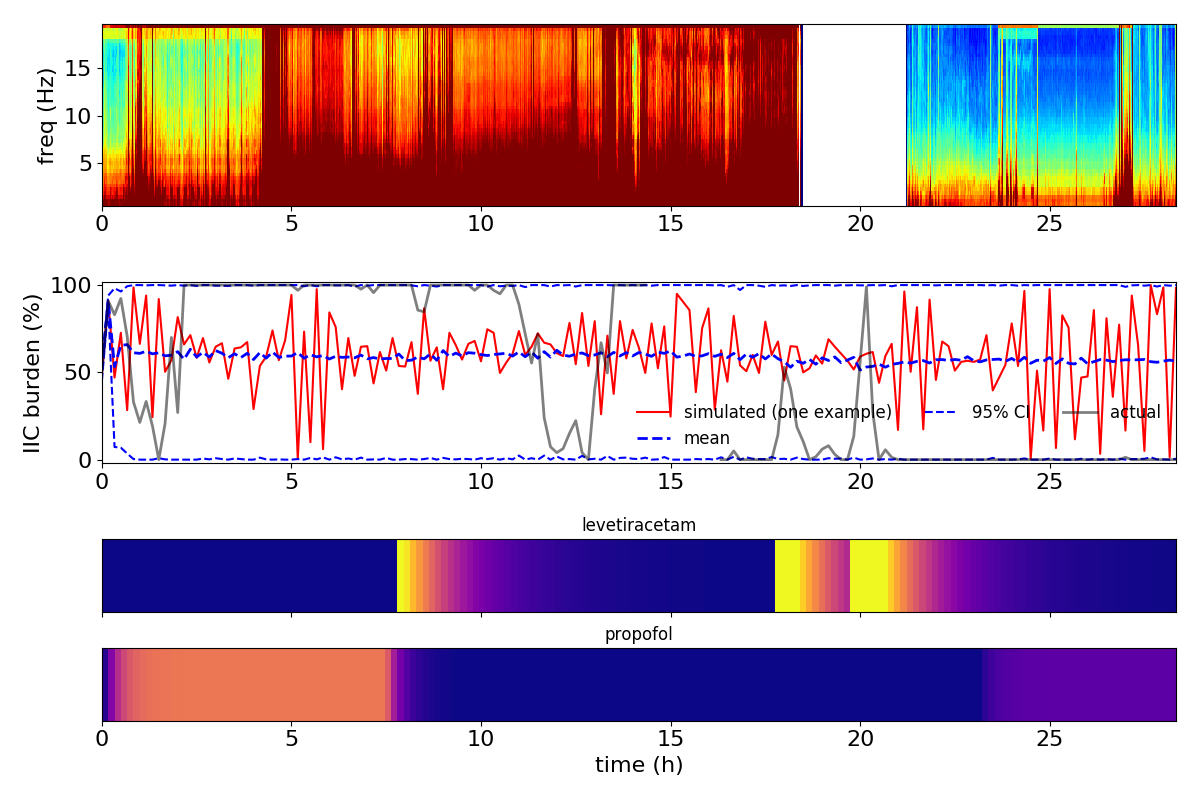 freq (Hz)
15
10
5
0 5 10 15 20 25
IIC burden (%)
100
50
0
simulated (one example) 95% CI actual
mean
0 5 10 15 20 25
levetiracetam
propofol
0 5 10 15 20 25
time (h)